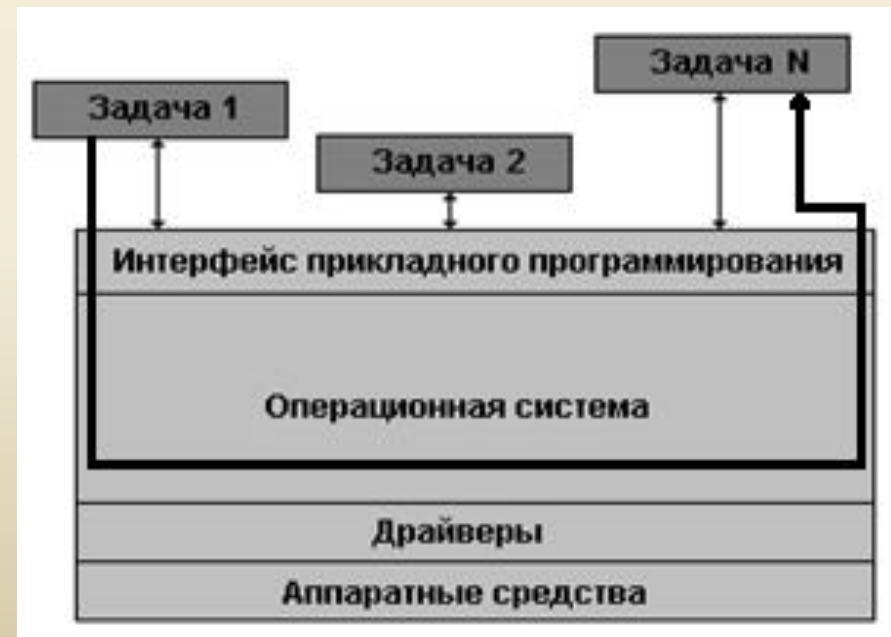 Задача 1
Задача 2
Задача N
Интерфейс прикладного программирования
Операционная система
Драйверы
Аппаратные средства